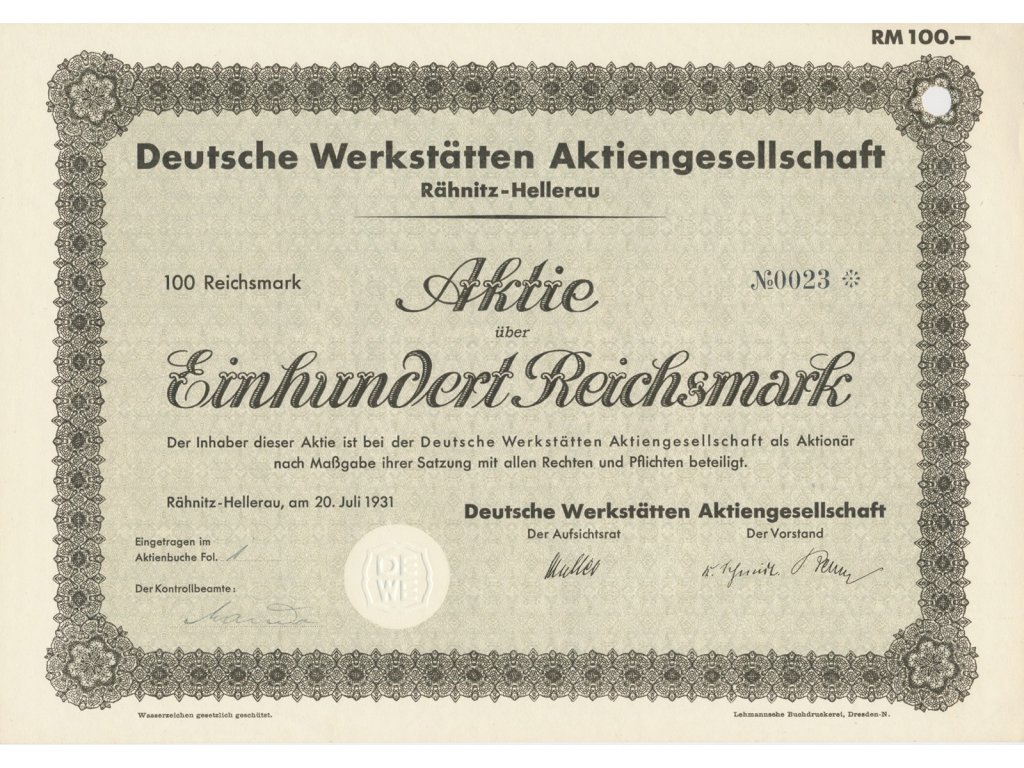 RM 100.—
Deutsche Werkstätten Aktiengesellschaft
Rähnitz-Hellerau
100 Reichsmark
Aktie
№0023 ❊
über
Einhundert Reichsmark
Der Inhaber dieser Aktie ist bei der Deutsche Werkstätten Aktiengesellschaft als Aktionär
nach Maßgabe ihrer Satzung mit allen Rechten und Pflichten beteiligt.
Rähnitz-Hellerau, am 20. Juli 1931
Deutsche Werkstätten Aktiengesellschaft
Der Aufsichtsrat
Der Vorstand
Eingetragen im
Aktienbuche Fol. 1
Der Kontrollbeamte:
DE
WE
Wasserzeichen gesetzlich geschützt.
Lehmannsche Buchdruckerei, Dresden-N.